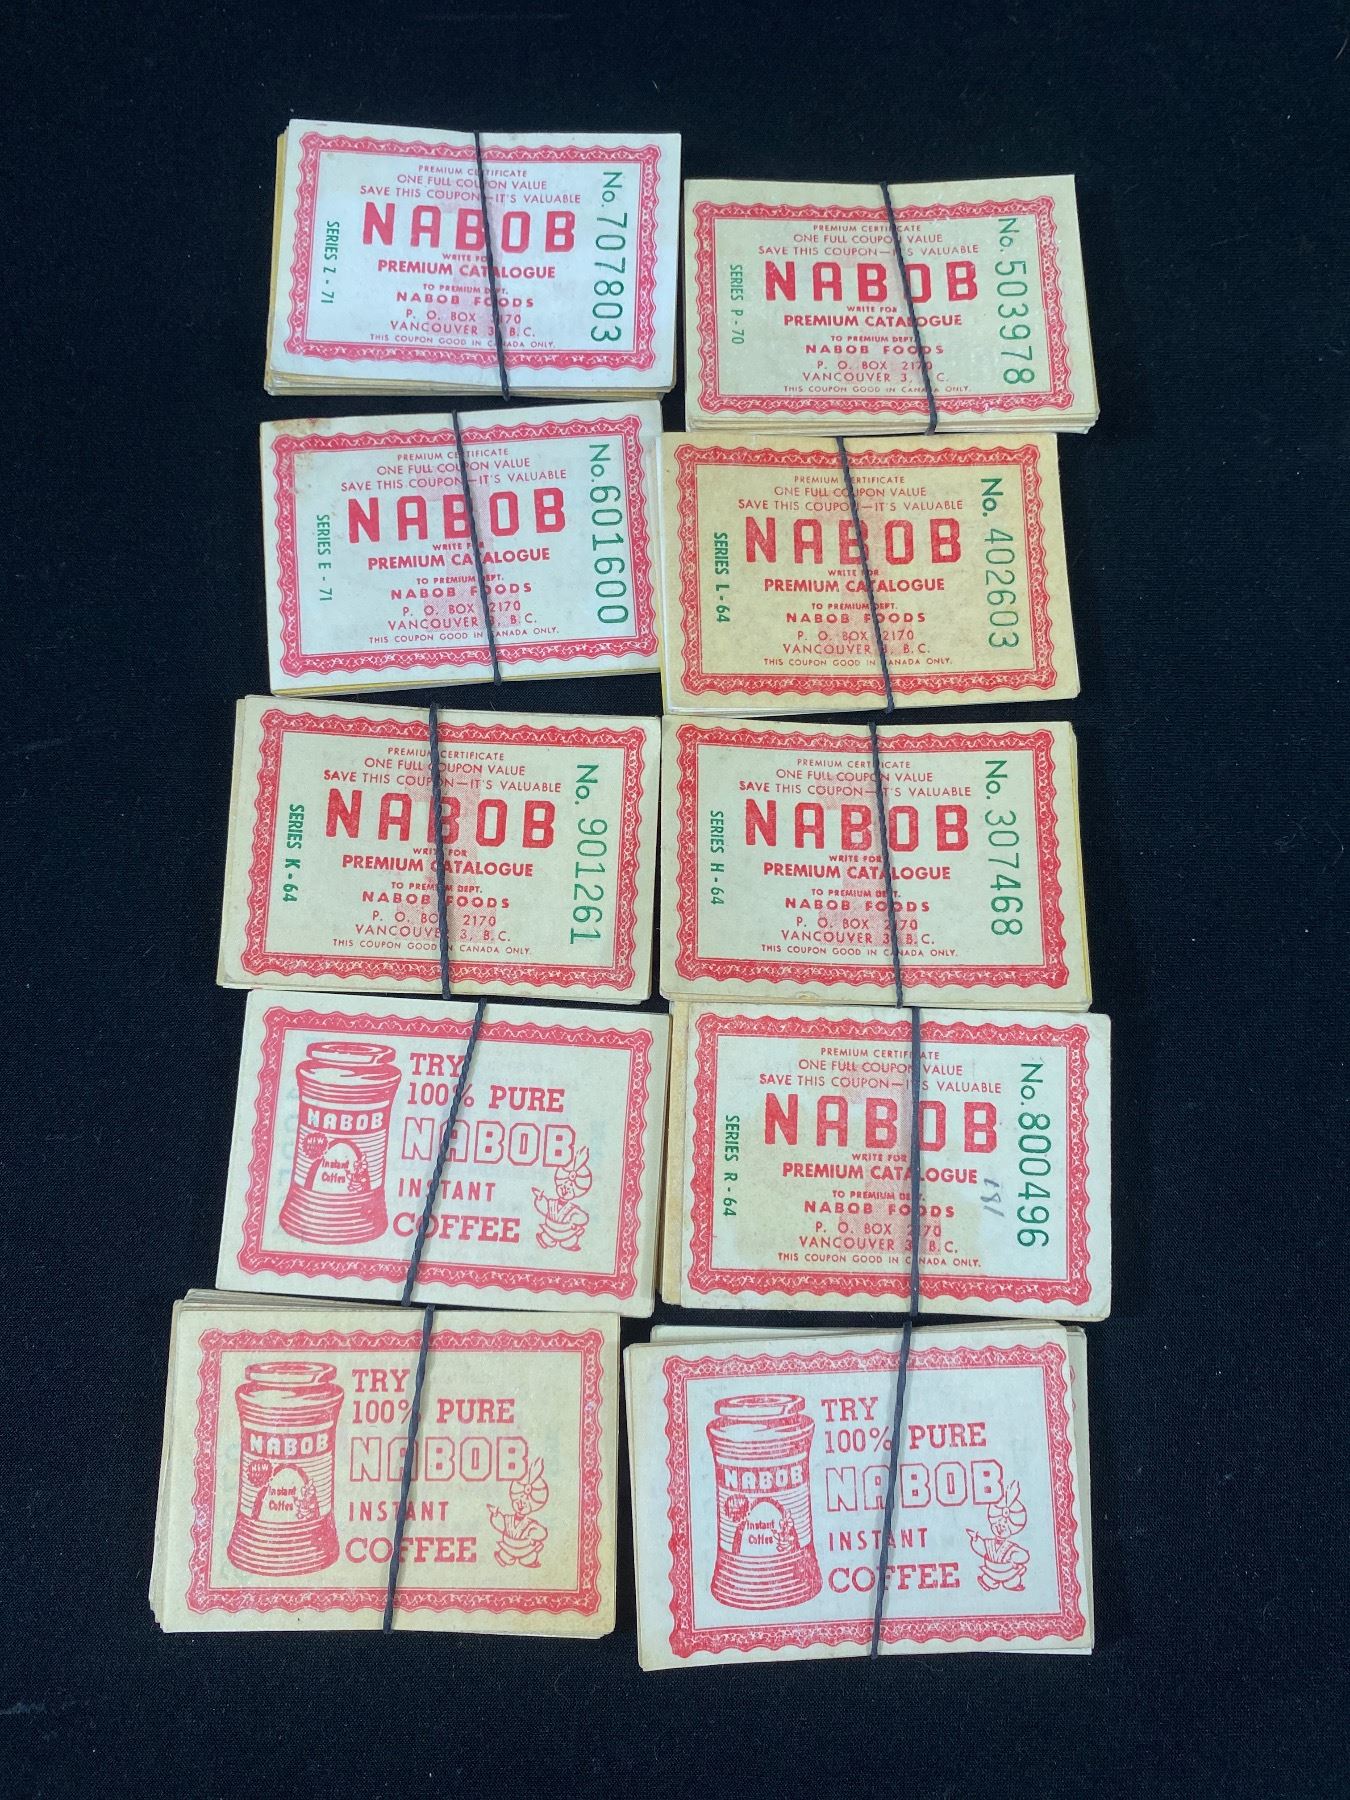 PREMIUM CERTIFICATE
ONE FULL COUPON VALUE
SAVE THIS COUPON—IT'S VALUABLE
NABOB
WRITE FOR
PREMIUM CATALOGUE
TO PREMIUM DEPT.
NABOB FOODS
P. O. BOX 2170
VANCOUVER 3, B.C.
THIS COUPON GOOD IN CANADA ONLY.
SERIES Z - 71
No. 707803
PREMIUM CERTIFICATE
ONE FULL COUPON VALUE
SAVE THIS COUPON—IT'S VALUABLE
NABOB
WRITE FOR
PREMIUM CATALOGUE
TO PREMIUM DEPT.
NABOB FOODS
P. O. BOX 2170
VANCOUVER 3, B.C.
THIS COUPON GOOD IN CANADA ONLY.
SERIES P - 70
No. 503978
PREMIUM CERTIFICATE
ONE FULL COUPON VALUE
SAVE THIS COUPON—IT'S VALUABLE
NABOB
WRITE FOR
PREMIUM CATALOGUE
TO PREMIUM DEPT.
NABOB FOODS
P. O. BOX 2170
VANCOUVER 3, B.C.
THIS COUPON GOOD IN CANADA ONLY.
SERIES E - 71
No. 601600
PREMIUM CERTIFICATE
ONE FULL COUPON VALUE
SAVE THIS COUPON—IT'S VALUABLE
NABOB
WRITE FOR
PREMIUM CATALOGUE
TO PREMIUM DEPT.
NABOB FOODS
P. O. BOX 2170
VANCOUVER 3, B.C.
THIS COUPON GOOD IN CANADA ONLY.
SERIES L - 64
No. 402603
PREMIUM CERTIFICATE
ONE FULL COUPON VALUE
SAVE THIS COUPON—IT'S VALUABLE
NABOB
WRITE FOR
PREMIUM CATALOGUE
TO PREMIUM DEPT.
NABOB FOODS
P. O. BOX 2170
VANCOUVER 3, B.C.
THIS COUPON GOOD IN CANADA ONLY.
SERIES K - 64
No. 901261
PREMIUM CERTIFICATE
ONE FULL COUPON VALUE
SAVE THIS COUPON—IT'S VALUABLE
NABOB
WRITE FOR
PREMIUM CATALOGUE
TO PREMIUM DEPT.
NABOB FOODS
P. O. BOX 2170
VANCOUVER 3, B.C.
THIS COUPON GOOD IN CANADA ONLY.
SERIES H - 64
No. 307468
TRY
100% PURE
NABOB
INSTANT
COFFEE
NABOB
NEW
Instant
Coffee
PREMIUM CERTIFICATE
ONE FULL COUPON VALUE
SAVE THIS COUPON—IT'S VALUABLE
NABOB
WRITE FOR
PREMIUM CATALOGUE
TO PREMIUM DEPT.
NABOB FOODS
P. O. BOX 2170
VANCOUVER 3, B.C.
THIS COUPON GOOD IN CANADA ONLY.
SERIES R - 64
No. 800496
TRY
100% PURE
NABOB
INSTANT
COFFEE
NABOB
NEW
Instant
Coffee
TRY
100% PURE
NABOB
INSTANT
COFFEE
NABOB
Instant
Coffee